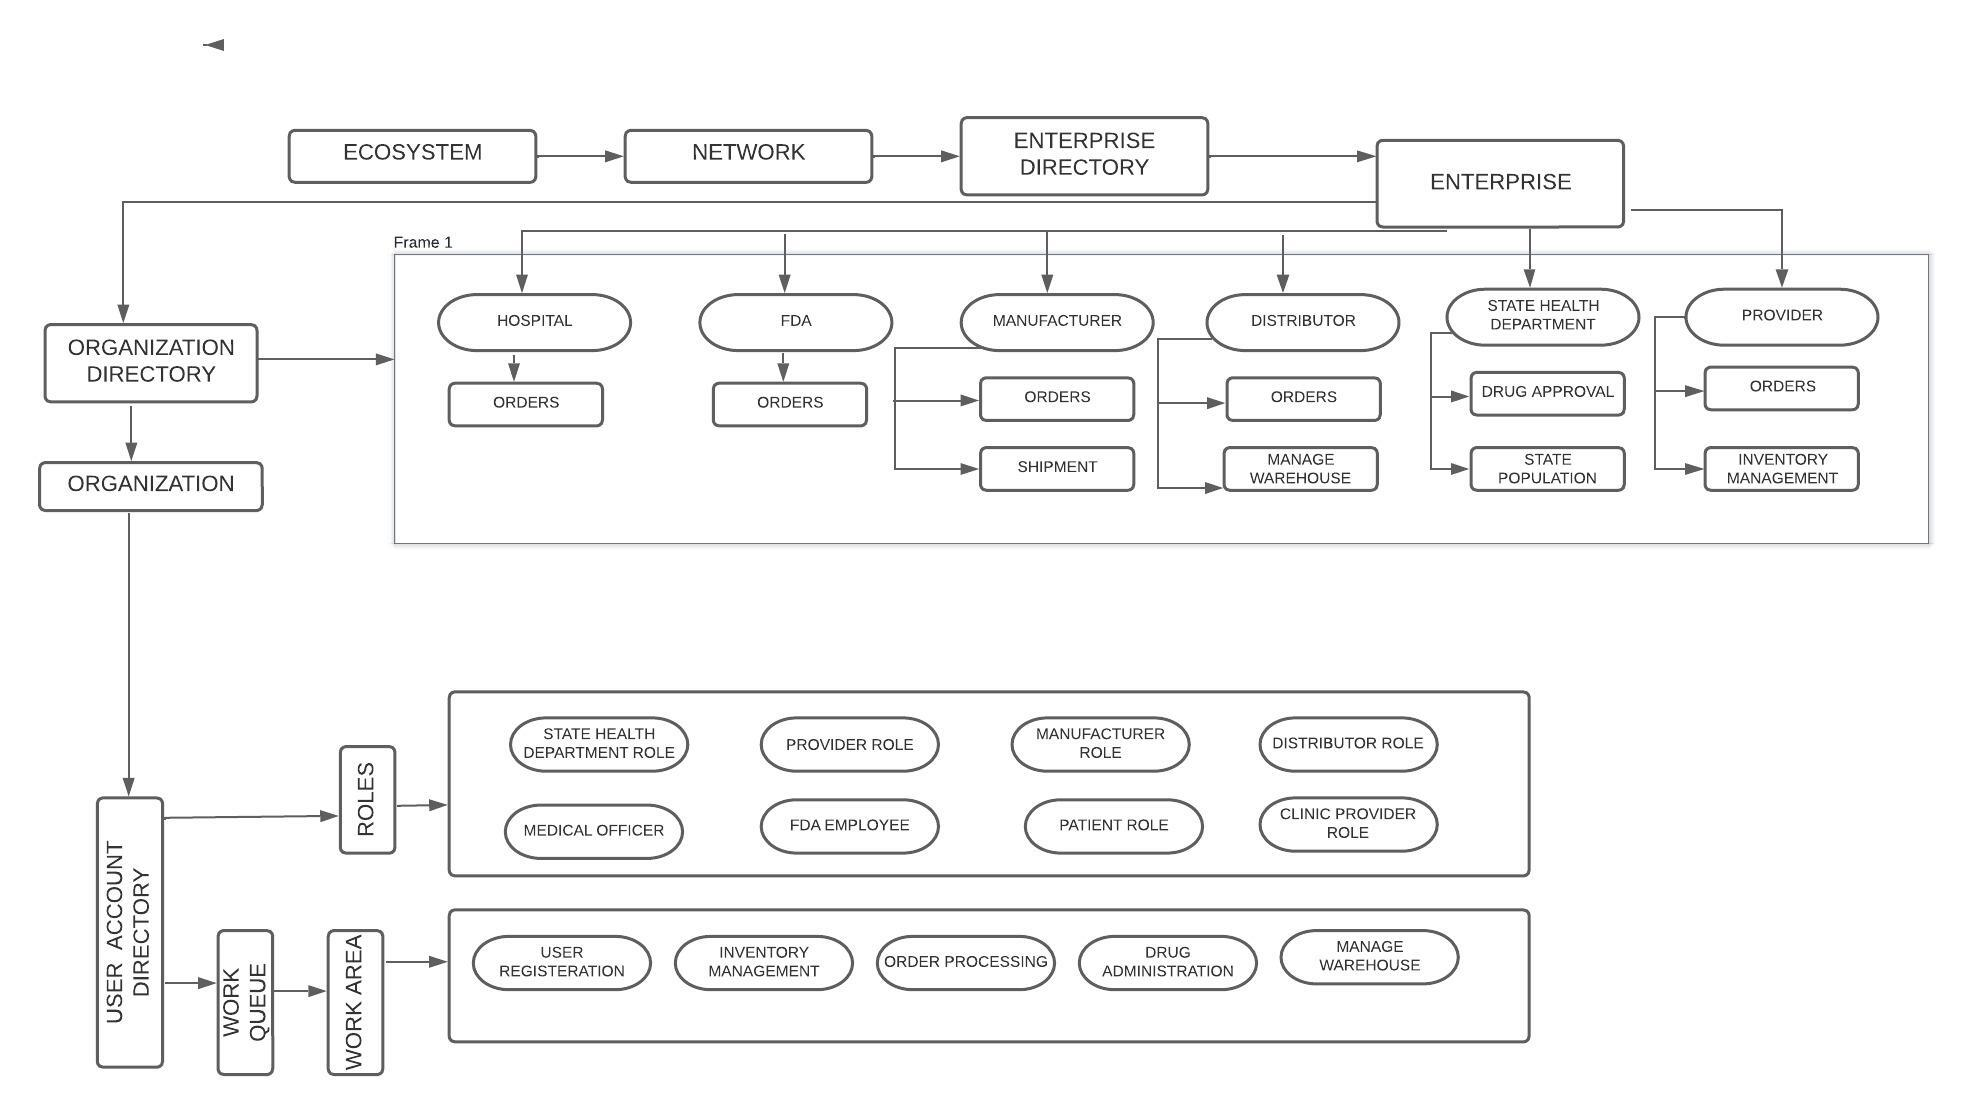 ECOSYSTEM
NETWORK
ENTERPRISE
DIRECTORY
ENTERPRISE
Frame 1
ORGANIZATION
DIRECTORY
ORGANIZATION
HOSPITAL
ORDERS
FDA
ORDERS
MANUFACTURER
ORDERS
SHIPMENT
DISTRIBUTOR
ORDERS
MANAGE
WAREHOUSE
STATE HEALTH
DEPARTMENT
DRUG APPROVAL
STATE
POPULATION
PROVIDER
ORDERS
INVENTORY
MANAGEMENT
USER ACCOUNT
DIRECTORY
ROLES
STATE HEALTH
DEPARTMENT ROLE
PROVIDER ROLE
MANUFACTURER
ROLE
DISTRIBUTOR ROLE
MEDICAL OFFICER
FDA EMPLOYEE
PATIENT ROLE
CLINIC PROVIDER
ROLE
WORK
QUEUE
WORK AREA
USER
REGISTERATION
INVENTORY
MANAGEMENT
ORDER PROCESSING
DRUG
ADMINISTRATION
MANAGE
WAREHOUSE